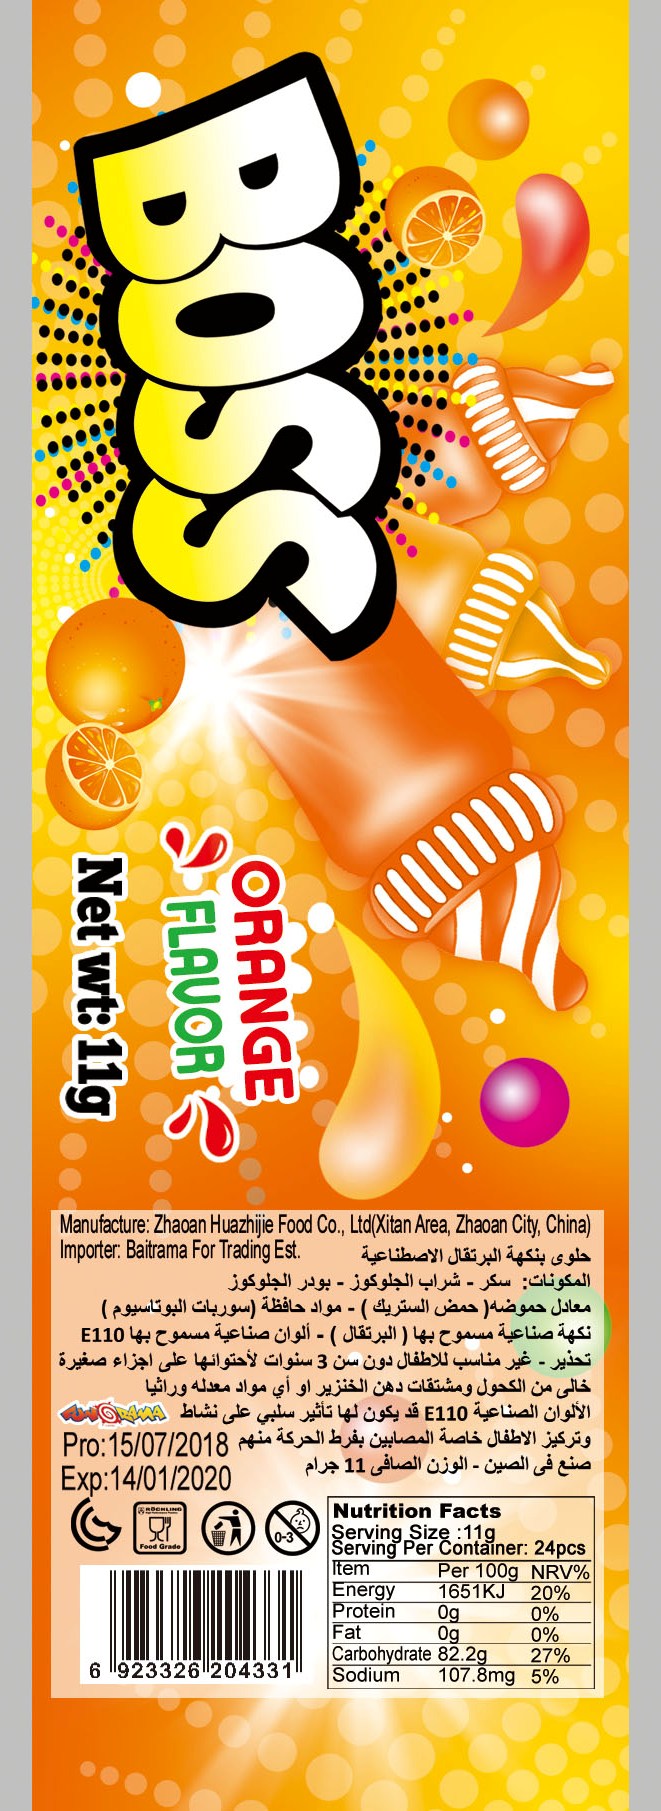 BOSS
ORANGE
FLAVOR
Net wt: 11g
Manufacture: Zhaoan Huazhijie Food Co., Ltd(Xitan Area, Zhaoan City, China)
Importer: Baitrama For Trading Est.
حلوى بنكهة البرتقال الاصطناعية
المكونات: سكر - شراب الجلوكوز - بودر الجلوكوز
معادل حموضه( حمض الستريك ) - مواد حافظة (سوربات البوتاسيوم )
نكهة صناعية مسموح بها ( البرتقال ) - ألوان صناعية مسموح بها E110
تحذير - غير مناسب للاطفال دون سن 3 سنوات لأحتوائها على اجزاء صغيرة
خالى من الكحول ومشتقات دهن الخنزير او أي مواد معدله وراثيا
الألوان الصناعية E110 قد يكون لها تأثير سلبي على نشاط
وتركيز الاطفال خاصة المصابين بفرط الحركة منهم
صنع فى الصين - الوزن الصافى 11 جرام
FUNORAMA
Pro:15/07/2018
Exp:14/01/2020
RÖCHLING
Food Grade
0-3
Nutrition Facts
Serving Size :11g
Serving Per Container: 24pcs
Item Per 100g NRV%
Energy 1651KJ 20%
Protein 0g 0%
Fat 0g 0%
Carbohydrate 82.2g 27%
Sodium 107.8mg 5%
6 923326 204331